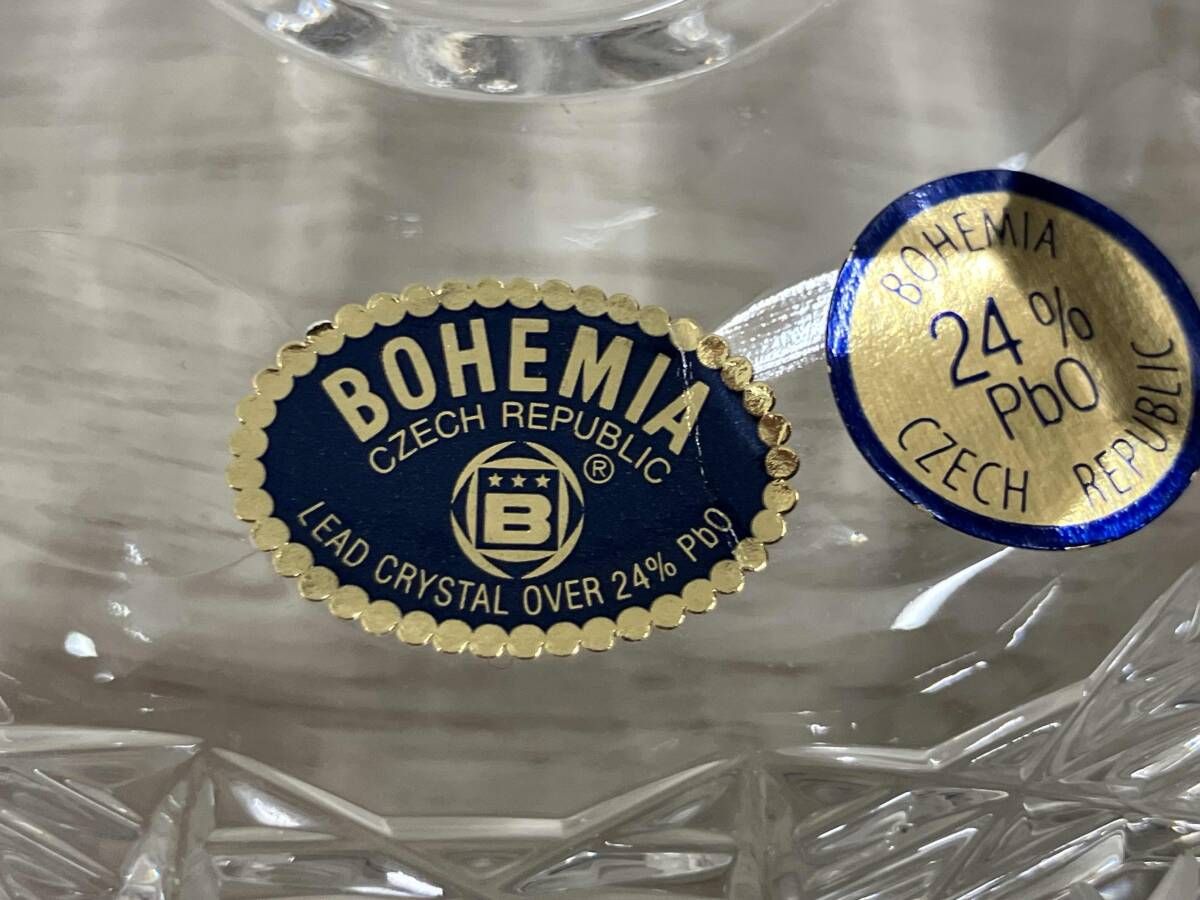 BOHEMIA
CZECH REPUBLIC
®
★★★
B
LEAD CRYSTAL OVER 24% PbO
BOHEMIA
24%
PbO
CZECH REPUBLIC